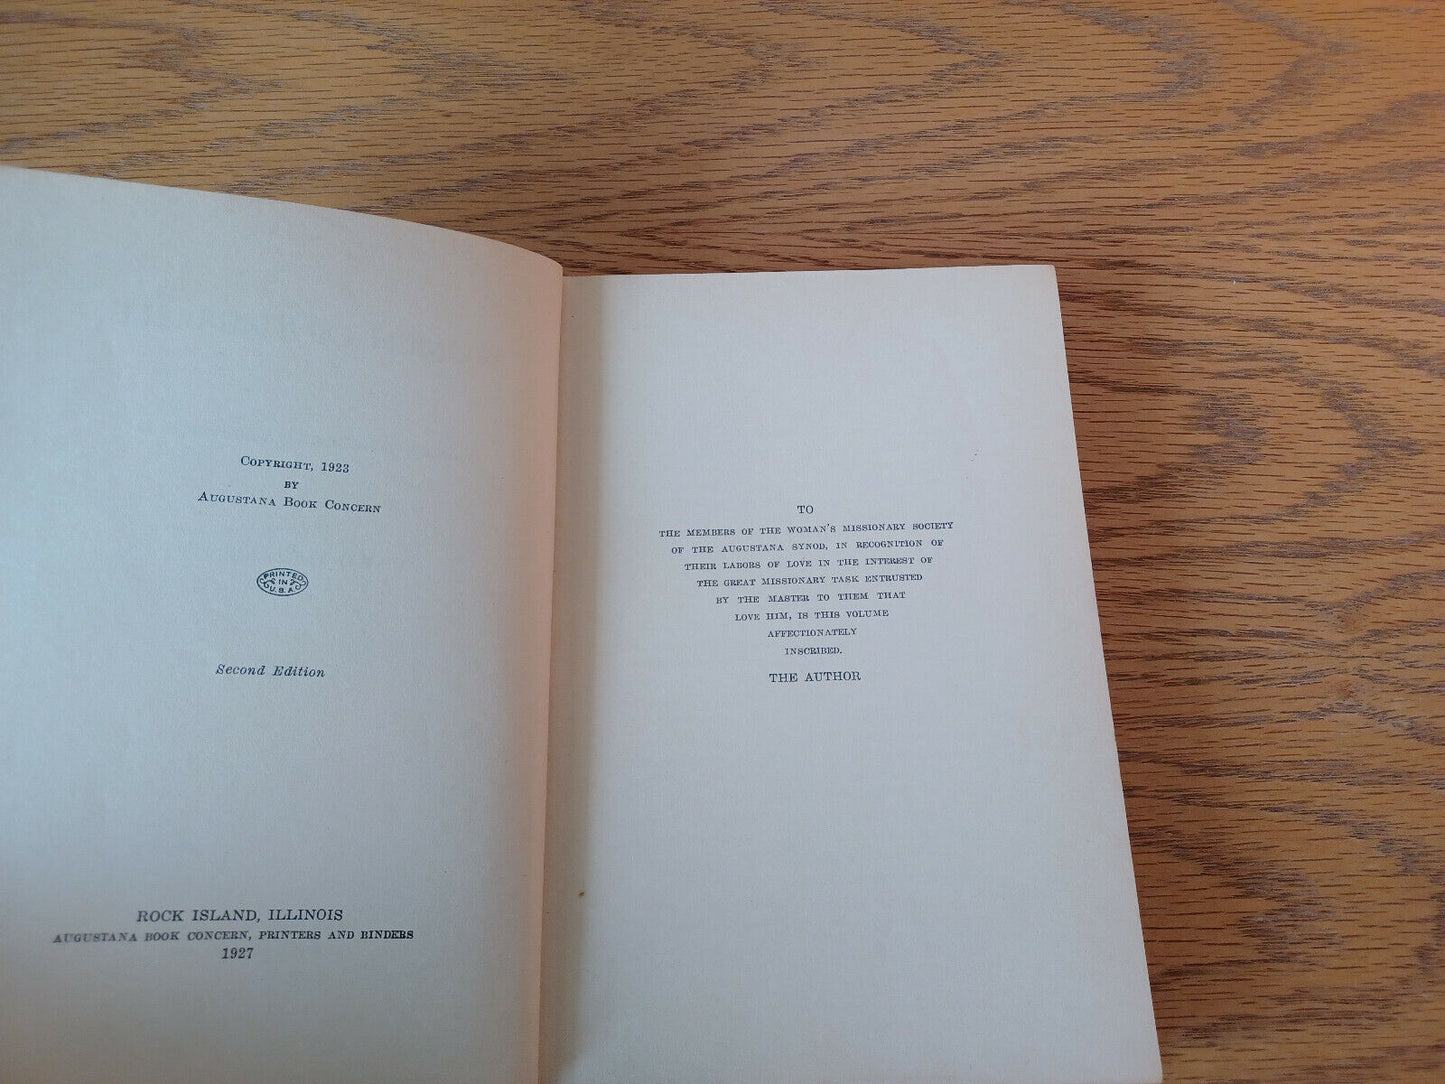 Copyright, 1923
by
Augustana Book Concern
PRINTED
IN
U.S.A.
Second Edition
ROCK ISLAND, ILLINOIS
AUGUSTANA BOOK CONCERN, PRINTERS AND BINDERS
1927
TO
THE MEMBERS OF THE WOMAN'S MISSIONARY SOCIETY
OF THE AUGUSTANA SYNOD, IN RECOGNITION OF
THEIR LABORS OF LOVE IN THE INTEREST OF
THE GREAT MISSIONARY TASK ENTRUSTED
BY THE MASTER TO THEM THAT
LOVE HIM, IS THIS VOLUME
AFFECTIONATELY
INSCRIBED.
THE AUTHOR